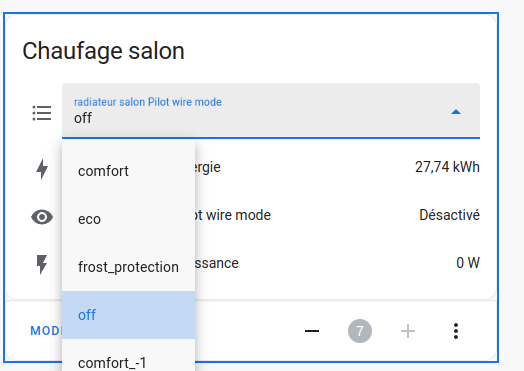 Chaufage salon
radiateur salon Pilot wire mode
off
comfort
ergie 27,74 kWh
eco
ot wire mode Désactivé
frost_protection
ssance 0 W
off
MOD 7
comfort_-1